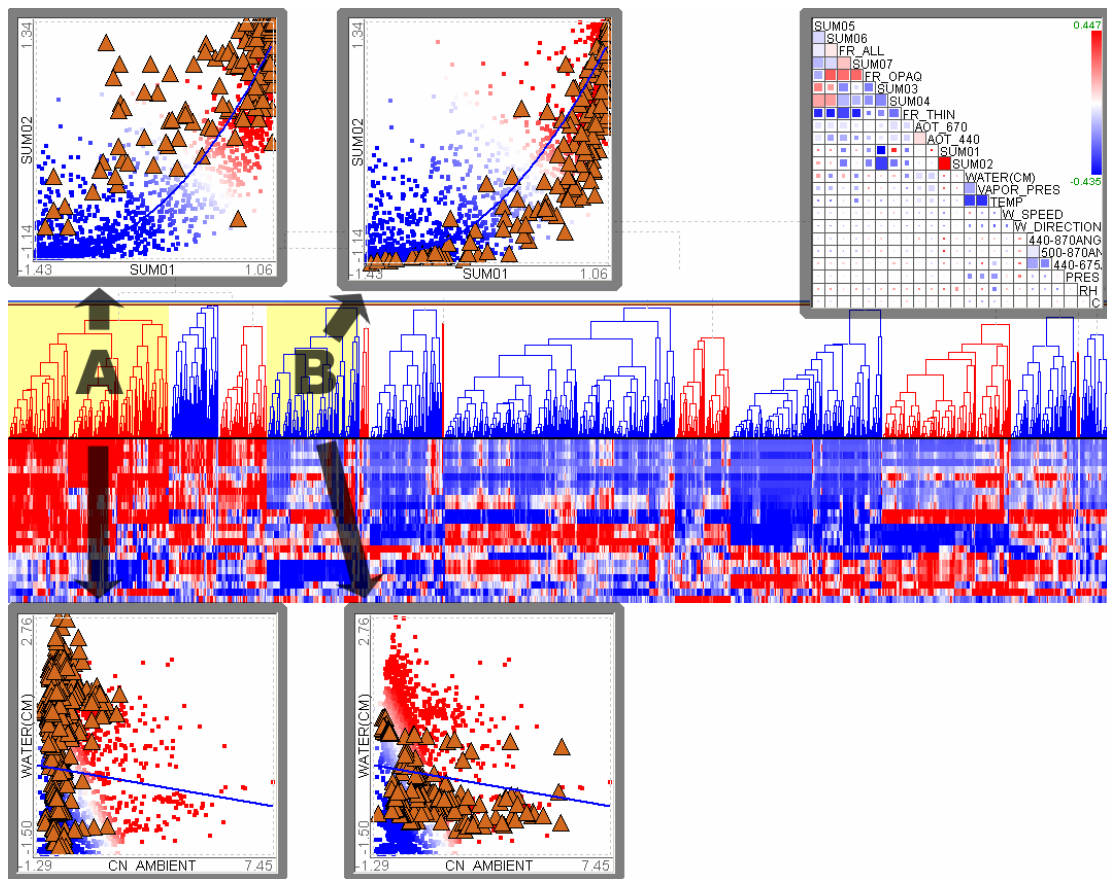 1.34
SUM02
-1.14
-1.43
SUM01
1.06
1.34
SUM02
-1.14
-1.43
SUM01
1.06
SUM05
SUM06
FR_ALL
SUM07
FR_OPAQ
SUM03
SUM04
FR_THIN
AOT_670
AOT_440
SUM01
SUM02
WATER(CM)
VAPOR_PRES
TEMP
W_SPEED
W_DIRECTION
440-870ANG
500-870AN
440-675
PRES
RH
C
0.447
-0.435
A
B
2.76
WATER(CM)
-1.50
-1.29
CN_AMBIENT
7.45
2.76
WATER(CM)
-1.50
-1.29
CN_AMBIENT
7.45